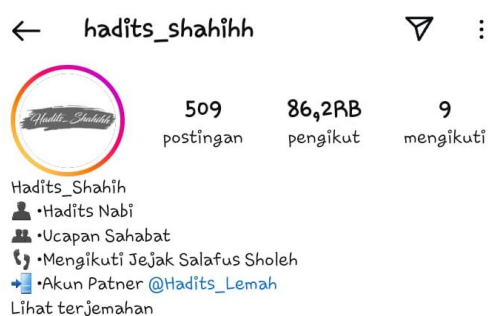 hadits_shahihh
Hadits_Shahihh
509 86,2RB 9
postingan pengikut mengikuti
Hadits_Shahih
•Hadits Nabi
•Ucapan Sahabat
•Mengikuti Jejak Salafus Sholeh
•Akun Patner @Hadits_Lemah
Lihat terjemahan